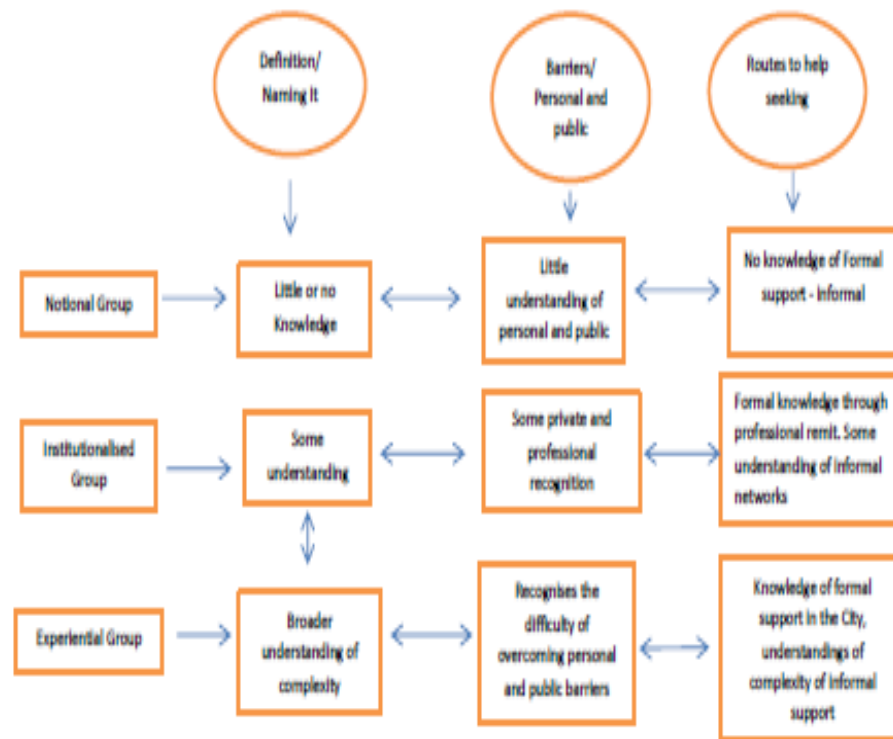 Definition/
Naming It
Barriers/
Personal and
public
Routes to help
seeking
Notional Group
Little or no
Knowledge
Little
understanding of
personal and public
No knowledge of Formal
support - Informal
Institutionalised
Group
Some
understanding
Some private and
professional
recognition
Formal knowledge through
professional remit. Some
understanding of informal
networks
Experiential Group
Broader
understanding of
complexity
Recognises the
difficulty of
overcoming personal
and public barriers
Knowledge of formal
support in the City,
understandings of
complexity of informal
support